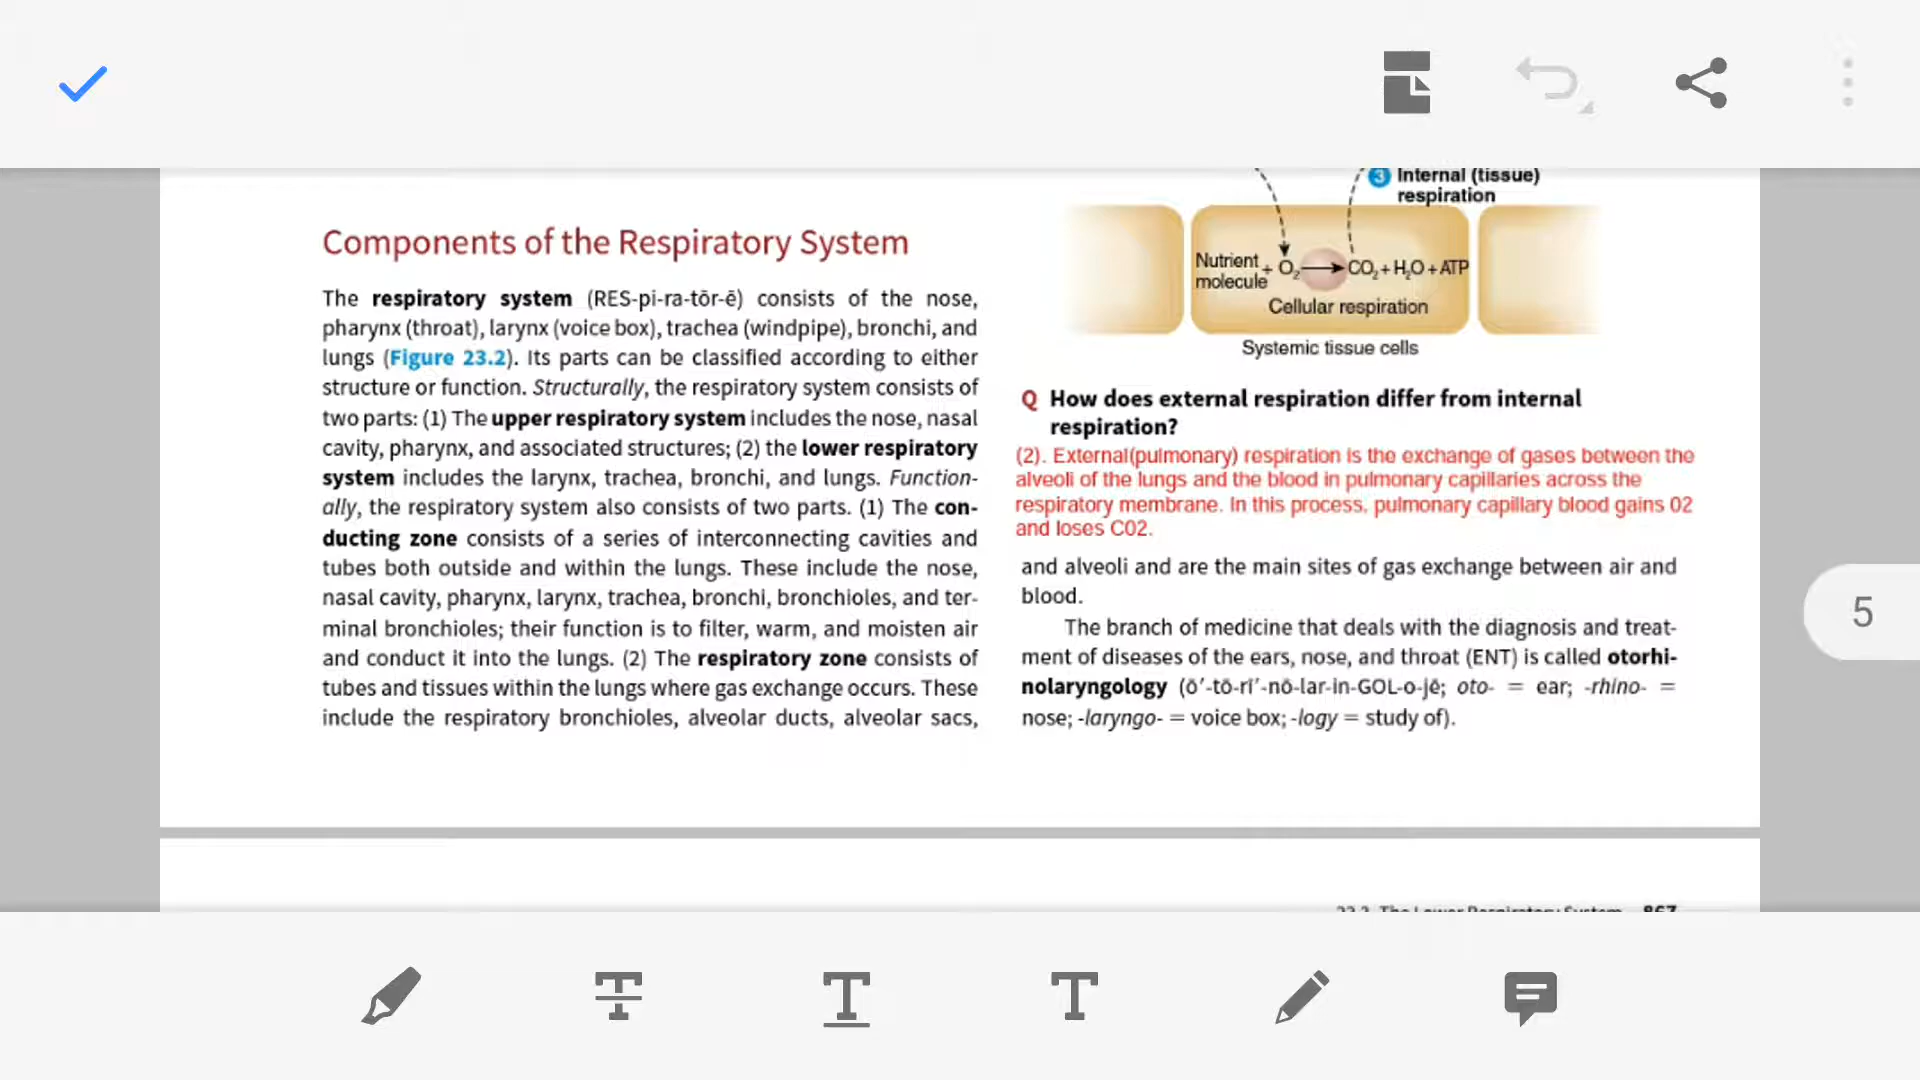 Components of the Respiratory System
The respiratory system (RES-pi-ra-tōr-ē) consists of the nose,
pharynx (throat), larynx (voice box), trachea (windpipe), bronchi, and
lungs (Figure 23.2). Its parts can be classified according to either
structure or function. Structurally, the respiratory system consists of
two parts: (1) The upper respiratory system includes the nose, nasal
cavity, pharynx, and associated structures; (2) the lower respiratory
system includes the larynx, trachea, bronchi, and lungs. Function-
ally, the respiratory system also consists of two parts. (1) The con-
ducting zone consists of a series of interconnecting cavities and
tubes both outside and within the lungs. These include the nose,
nasal cavity, pharynx, larynx, trachea, bronchi, bronchioles, and ter-
minal bronchioles; their function is to filter, warm, and moisten air
and conduct it into the lungs. (2) The respiratory zone consists of
tubes and tissues within the lungs where gas exchange occurs. These
include the respiratory bronchioles, alveolar ducts, alveolar sacs,
3 Internal (tissue)
respiration
Nutrient
molecule + O₂ CO₂ + H₂O + ATP
Cellular respiration
Systemic tissue cells
Q How does external respiration differ from internal
respiration?
(2). External(pulmonary) respiration is the exchange of gases between the
alveoli of the lungs and the blood in pulmonary capillaries across the
respiratory membrane. In this process, pulmonary capillary blood gains 02
and loses C02.
and alveoli and are the main sites of gas exchange between air and
blood.
The branch of medicine that deals with the diagnosis and treat-
ment of diseases of the ears, nose, and throat (ENT) is called otorhi-
nolaryngology (ō′-tō-rī′-nō-lar-in-GOL-o-jē; oto- = ear; -rhino- =
nose; -laryngo- = voice box; -logy = study of).
5
23.2 The Lower Respiratory System 867